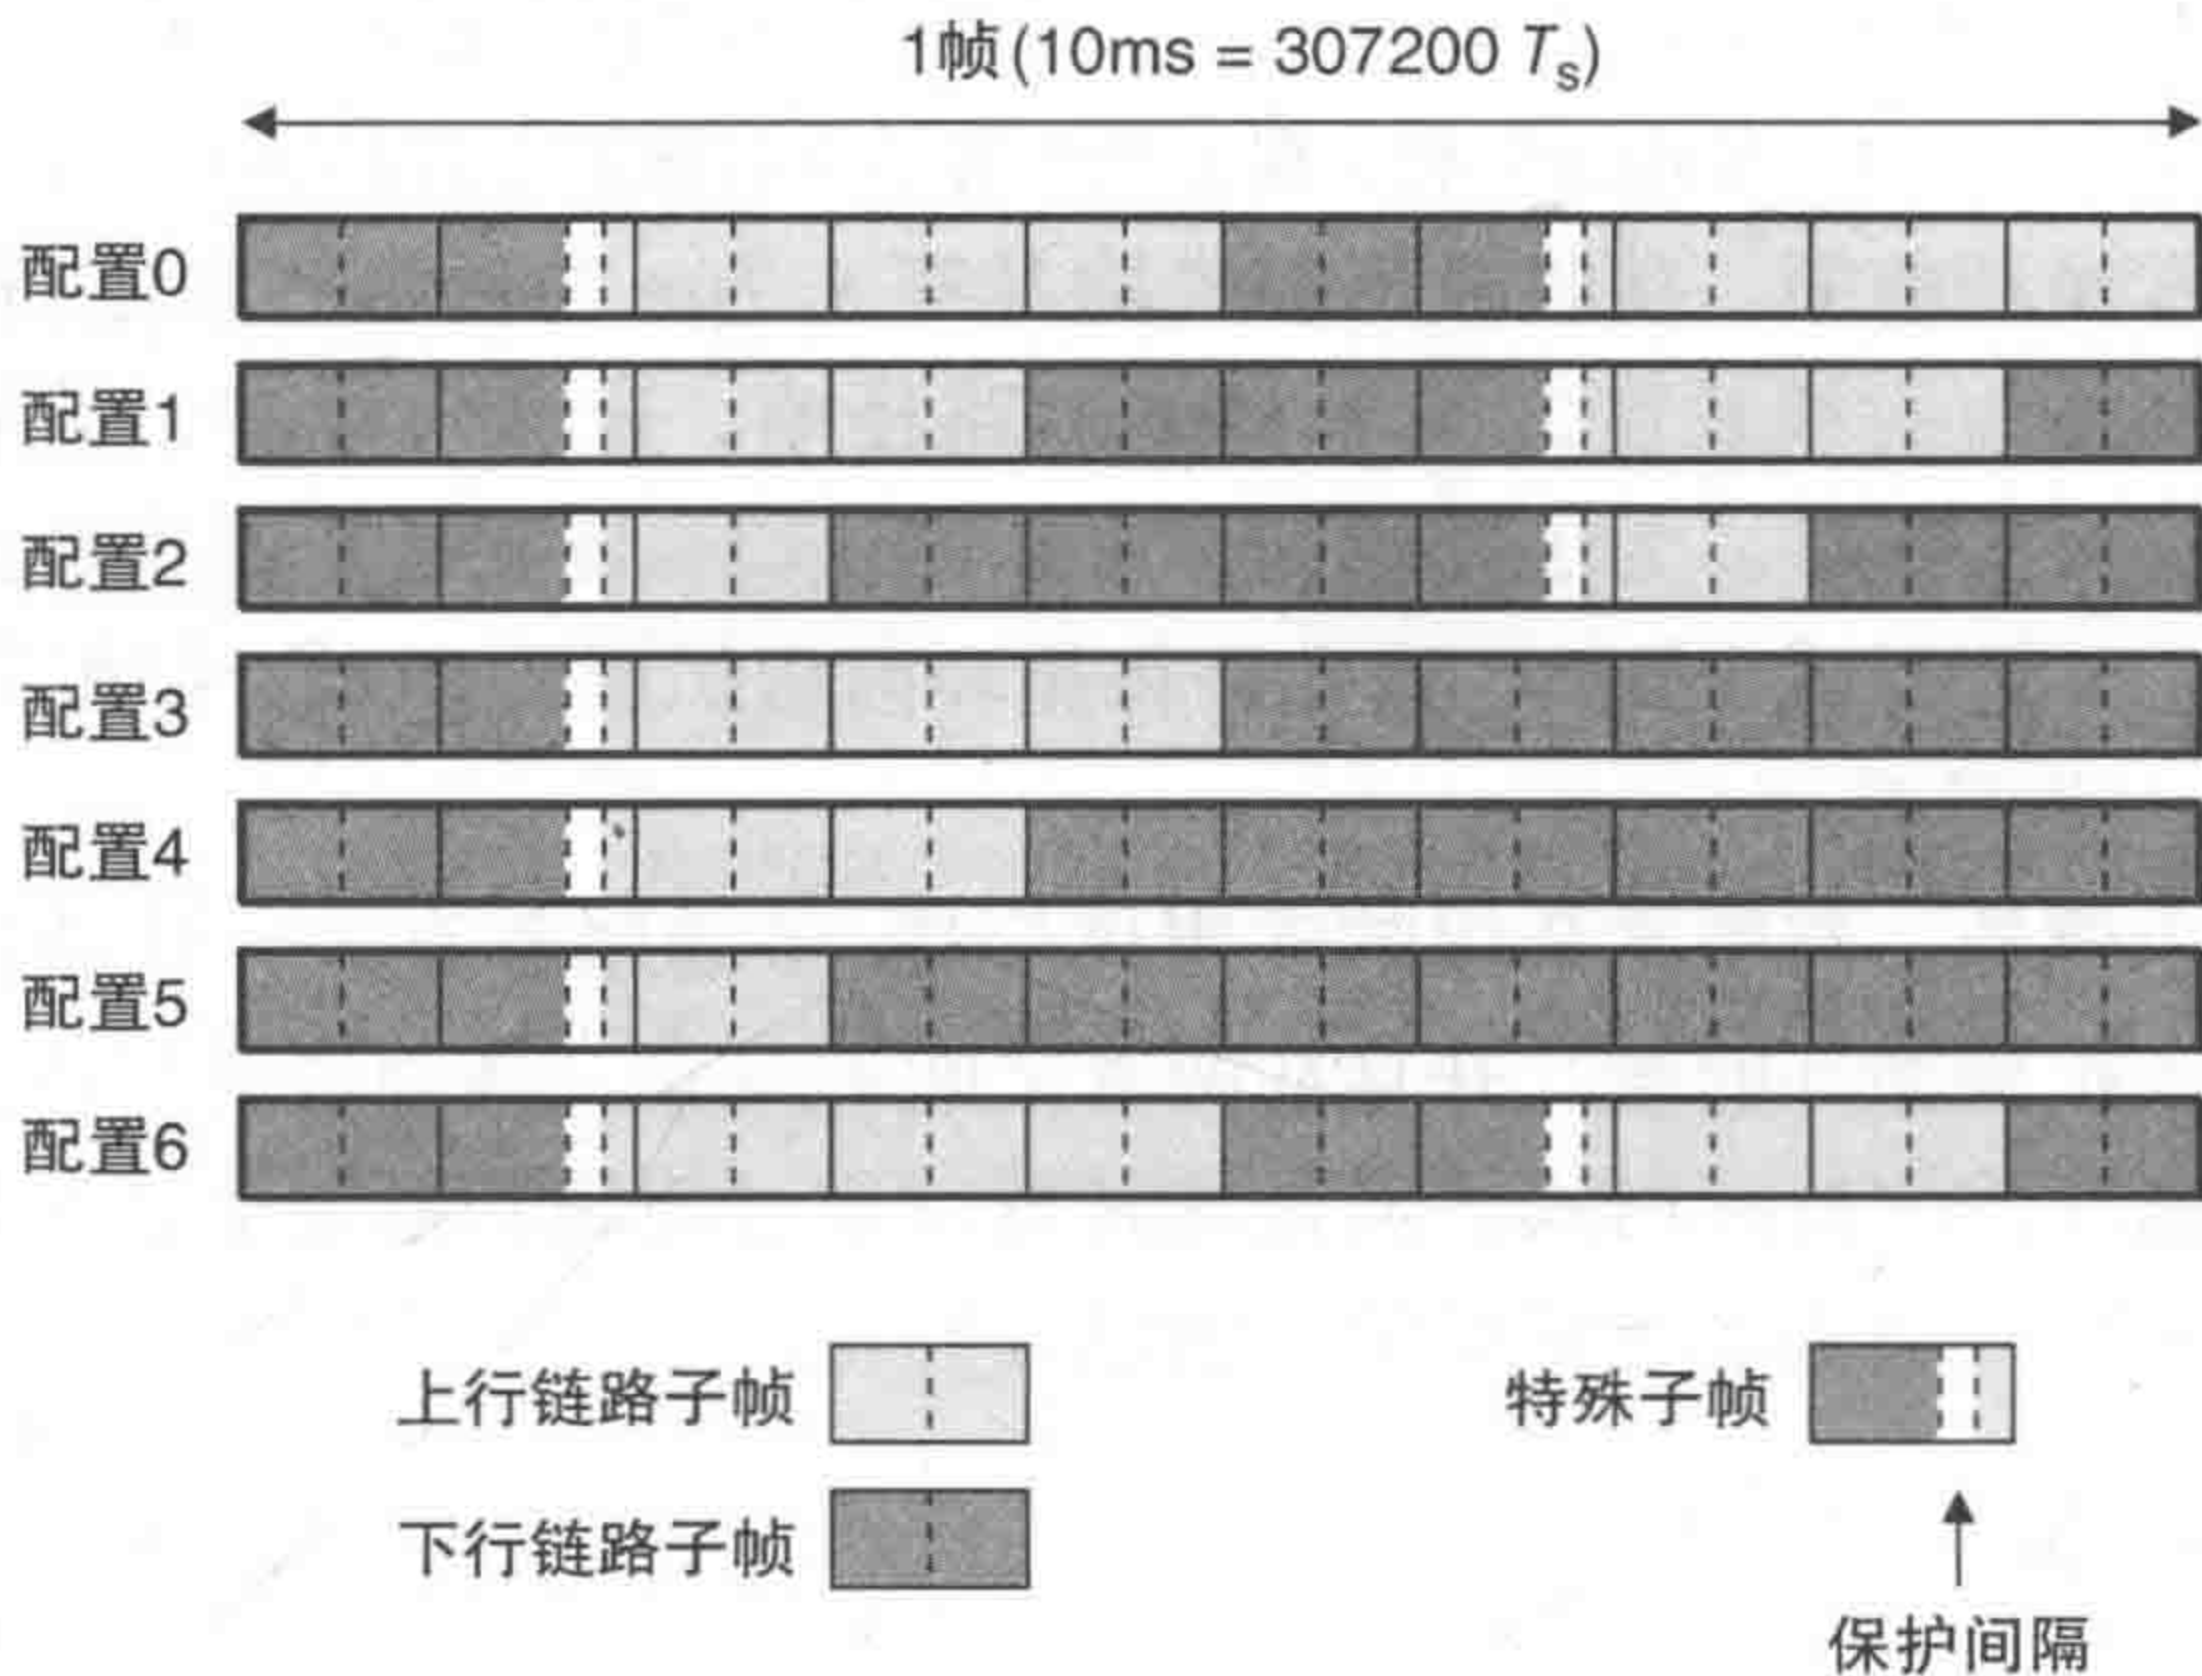 1帧(10ms = 307200 Ts)
配置0
配置1
配置2
配置3
配置4
配置5
配置6
上行链路子帧
特殊子帧
下行链路子帧
保护间隔